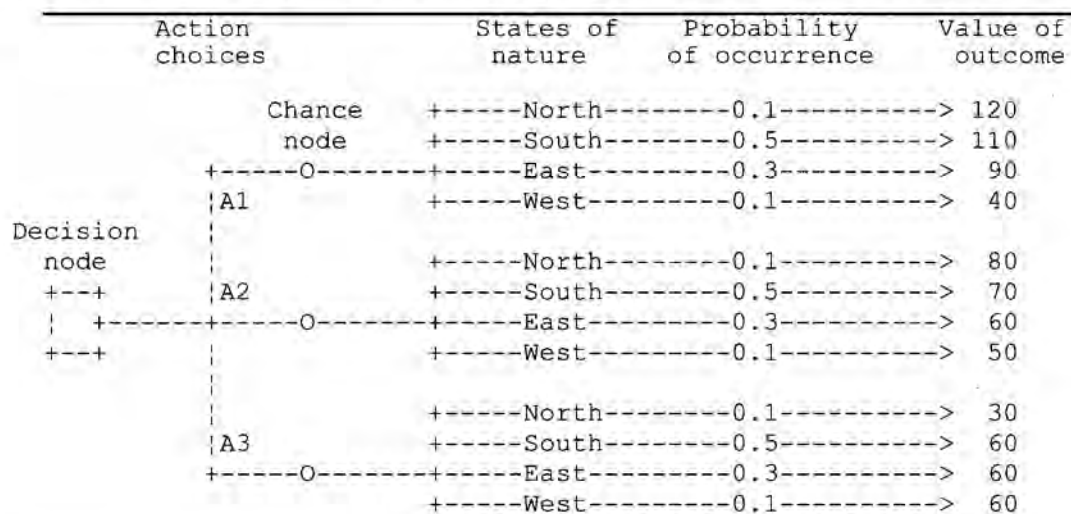 Action              States of    Probability     Value of
choices             nature    of occurrence     outcome
Chance    +-----North--------0.1----------> 120
node     +-----South--------0.5----------> 110
+-----O-------+-----East---------0.3---------->  90
¦A1            +-----West---------0.1---------->  40
Decision     ¦
node       ¦              +-----North--------0.1---------->  80
+--+       ¦A2            +-----South--------0.5---------->  70
¦  +-------+-----O-------+-----East---------0.3---------->  60
+--+       ¦              +-----West---------0.1---------->  50
¦
¦              +-----North--------0.1---------->  30
¦A3            +-----South--------0.5---------->  60
+-----O-------+-----East---------0.3---------->  60
+-----West---------0.1---------->  60